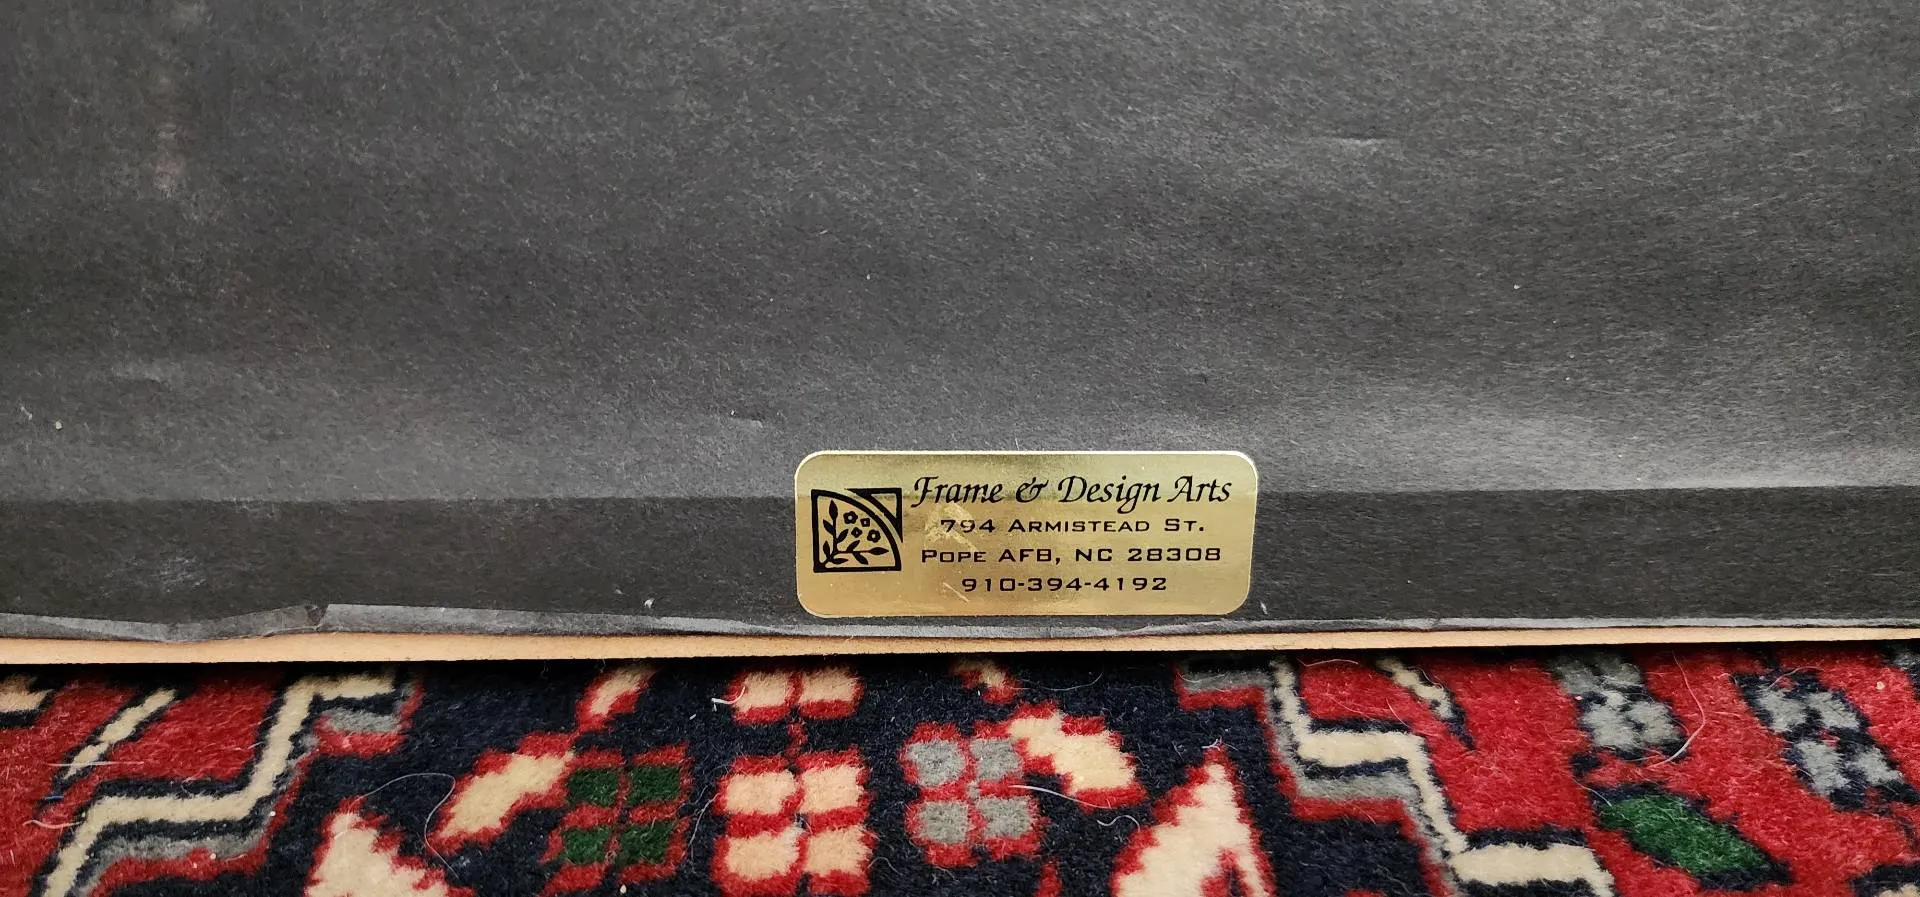 Frame & Design Arts
794 Armistead St.
Pope AFB, NC 28308
910-394-4192